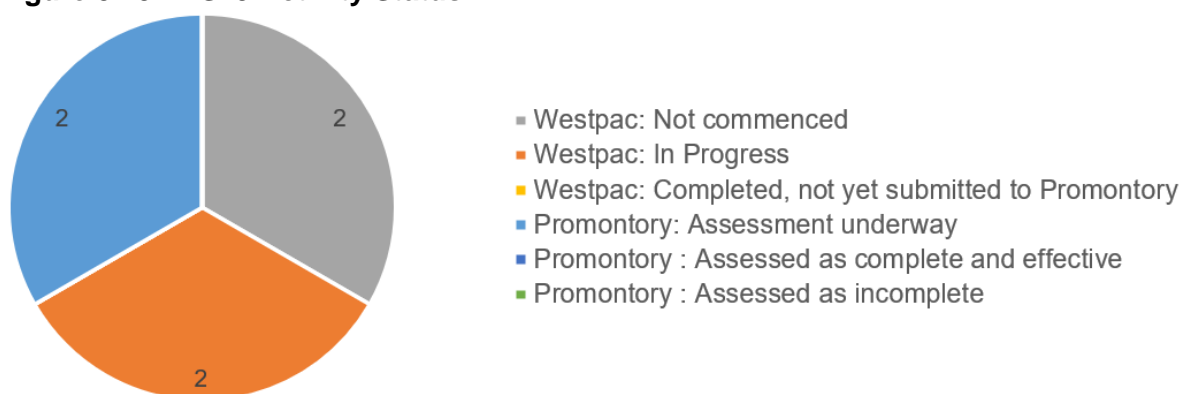 2
2
2
Westpac: Not commenced
Westpac: In Progress
Westpac: Completed, not yet submitted to Promontory
Promontory: Assessment underway
Promontory : Assessed as complete and effective
Promontory : Assessed as incomplete